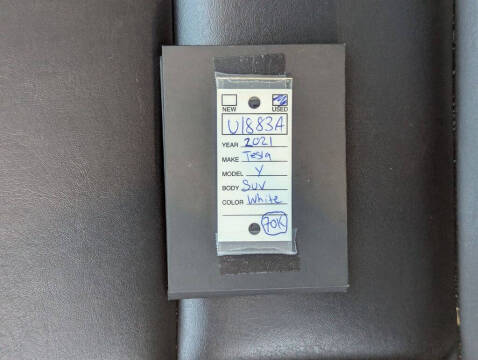 NEW USED
U1883A
YEAR 2021
MAKE Tesla
MODEL Y
BODY SUV
COLOR White
70K